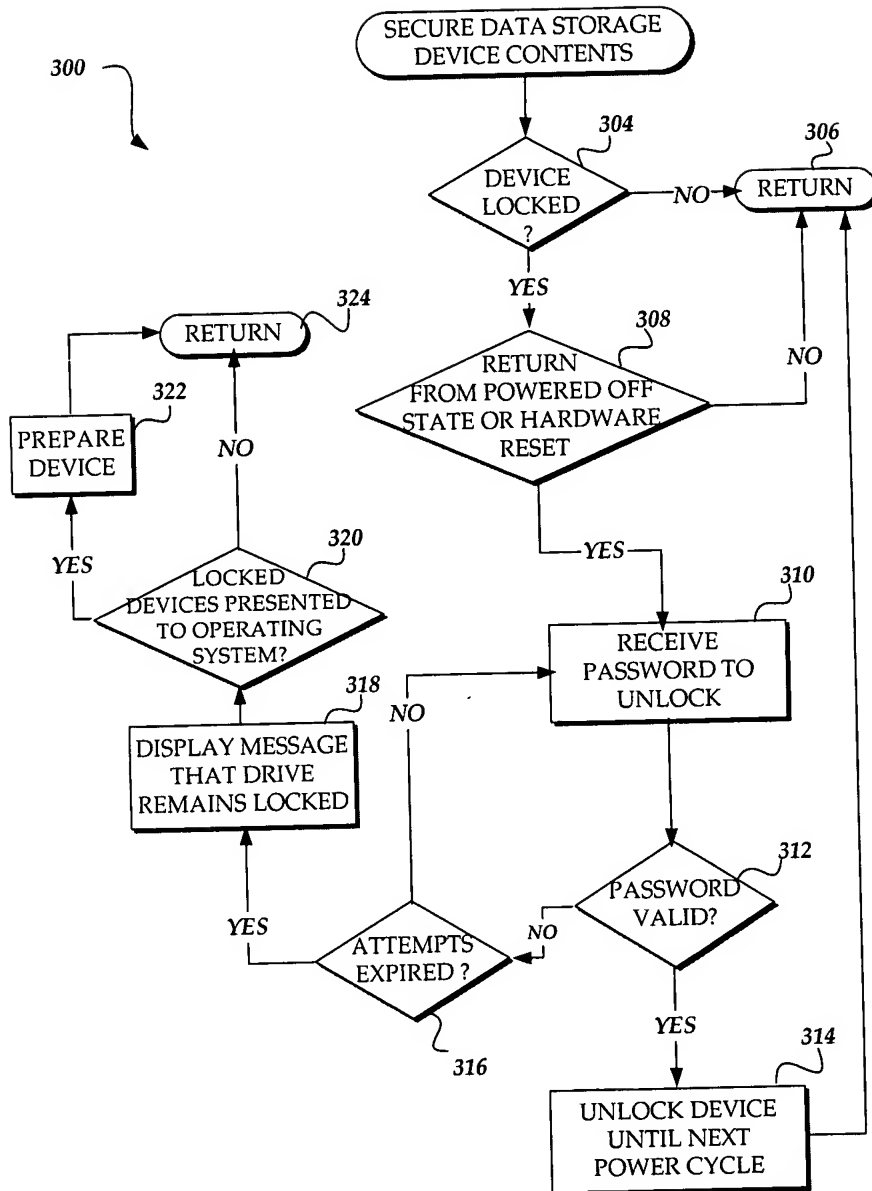 SECURE DATA STORAGE
DEVICE CONTENTS
300
304
DEVICE
LOCKED
?
NO
306
RETURN
YES
308
RETURN
FROM POWERED OFF
STATE OR HARDWARE
RESET
NO
YES
324
RETURN
322
PREPARE
DEVICE
NO
YES
320
LOCKED
DEVICES PRESENTED
TO OPERATING
SYSTEM?
310
RECEIVE
PASSWORD TO
UNLOCK
318
DISPLAY MESSAGE
THAT DRIVE
REMAINS LOCKED
NO
312
PASSWORD
VALID?
NO
YES
ATTEMPTS
EXPIRED ?
316
YES
314
UNLOCK DEVICE
UNTIL NEXT
POWER CYCLE